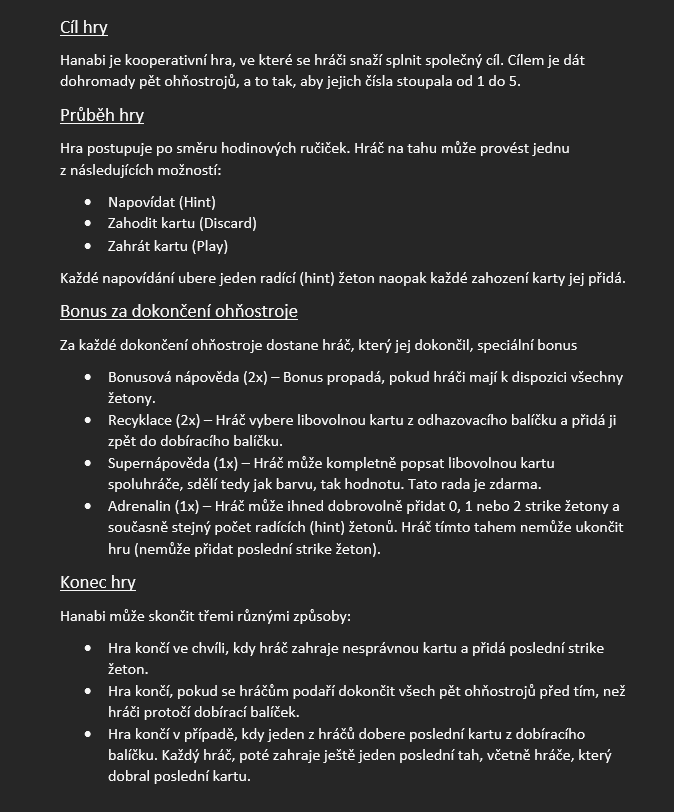 Cíl hry
Hanabi je kooperativní hra, ve které se hráči snaží splnit společný cíl. Cílem je dát
dohromady pět ohňostrojů, a to tak, aby jejich čísla stoupala od 1 do 5.
Průběh hry
Hra postupuje po směru hodinových ručiček. Hráč na tahu může provést jednu
z následujících možností:
• Napovídat (Hint)
• Zahodit kartu (Discard)
• Zahrát kartu (Play)
Každé napovídání ubere jeden radící (hint) žeton naopak každé zahození karty jej přidá.
Bonus za dokončení ohňostroje
Za každé dokončení ohňostroje dostane hráč, který jej dokončil, speciální bonus
• Bonusová nápověda (2x) – Bonus propadá, pokud hráči mají k dispozici všechny
žetony.
• Recyklace (2x) – Hráč vybere libovolnou kartu z odhazovacího balíčku a přidá ji
zpět do dobíracího balíčku.
• Supernápověda (1x) – Hráč může kompletně popsat libovolnou kartu
spoluhráče, sdělí tedy jak barvu, tak hodnotu. Tato rada je zdarma.
• Adrenalin (1x) – Hráč může ihned dobrovolně přidat 0, 1 nebo 2 strike žetony a
současně stejný počet radících (hint) žetonů. Hráč tímto tahem nemůže ukončit
hru (nemůže přidat poslední strike žeton).
Konec hry
Hanabi může skončit třemi různými způsoby:
• Hra končí ve chvíli, kdy hráč zahraje nesprávnou kartu a přidá poslední strike
žeton.
• Hra končí, pokud se hráčům podaří dokončit všech pět ohňostrojů před tím, než
hráči protočí dobírací balíček.
• Hra končí v případě, kdy jeden z hráčů dobere poslední kartu z dobíracího
balíčku. Každý hráč, poté zahraje ještě jeden poslední tah, včetně hráče, který
dobral poslední kartu.